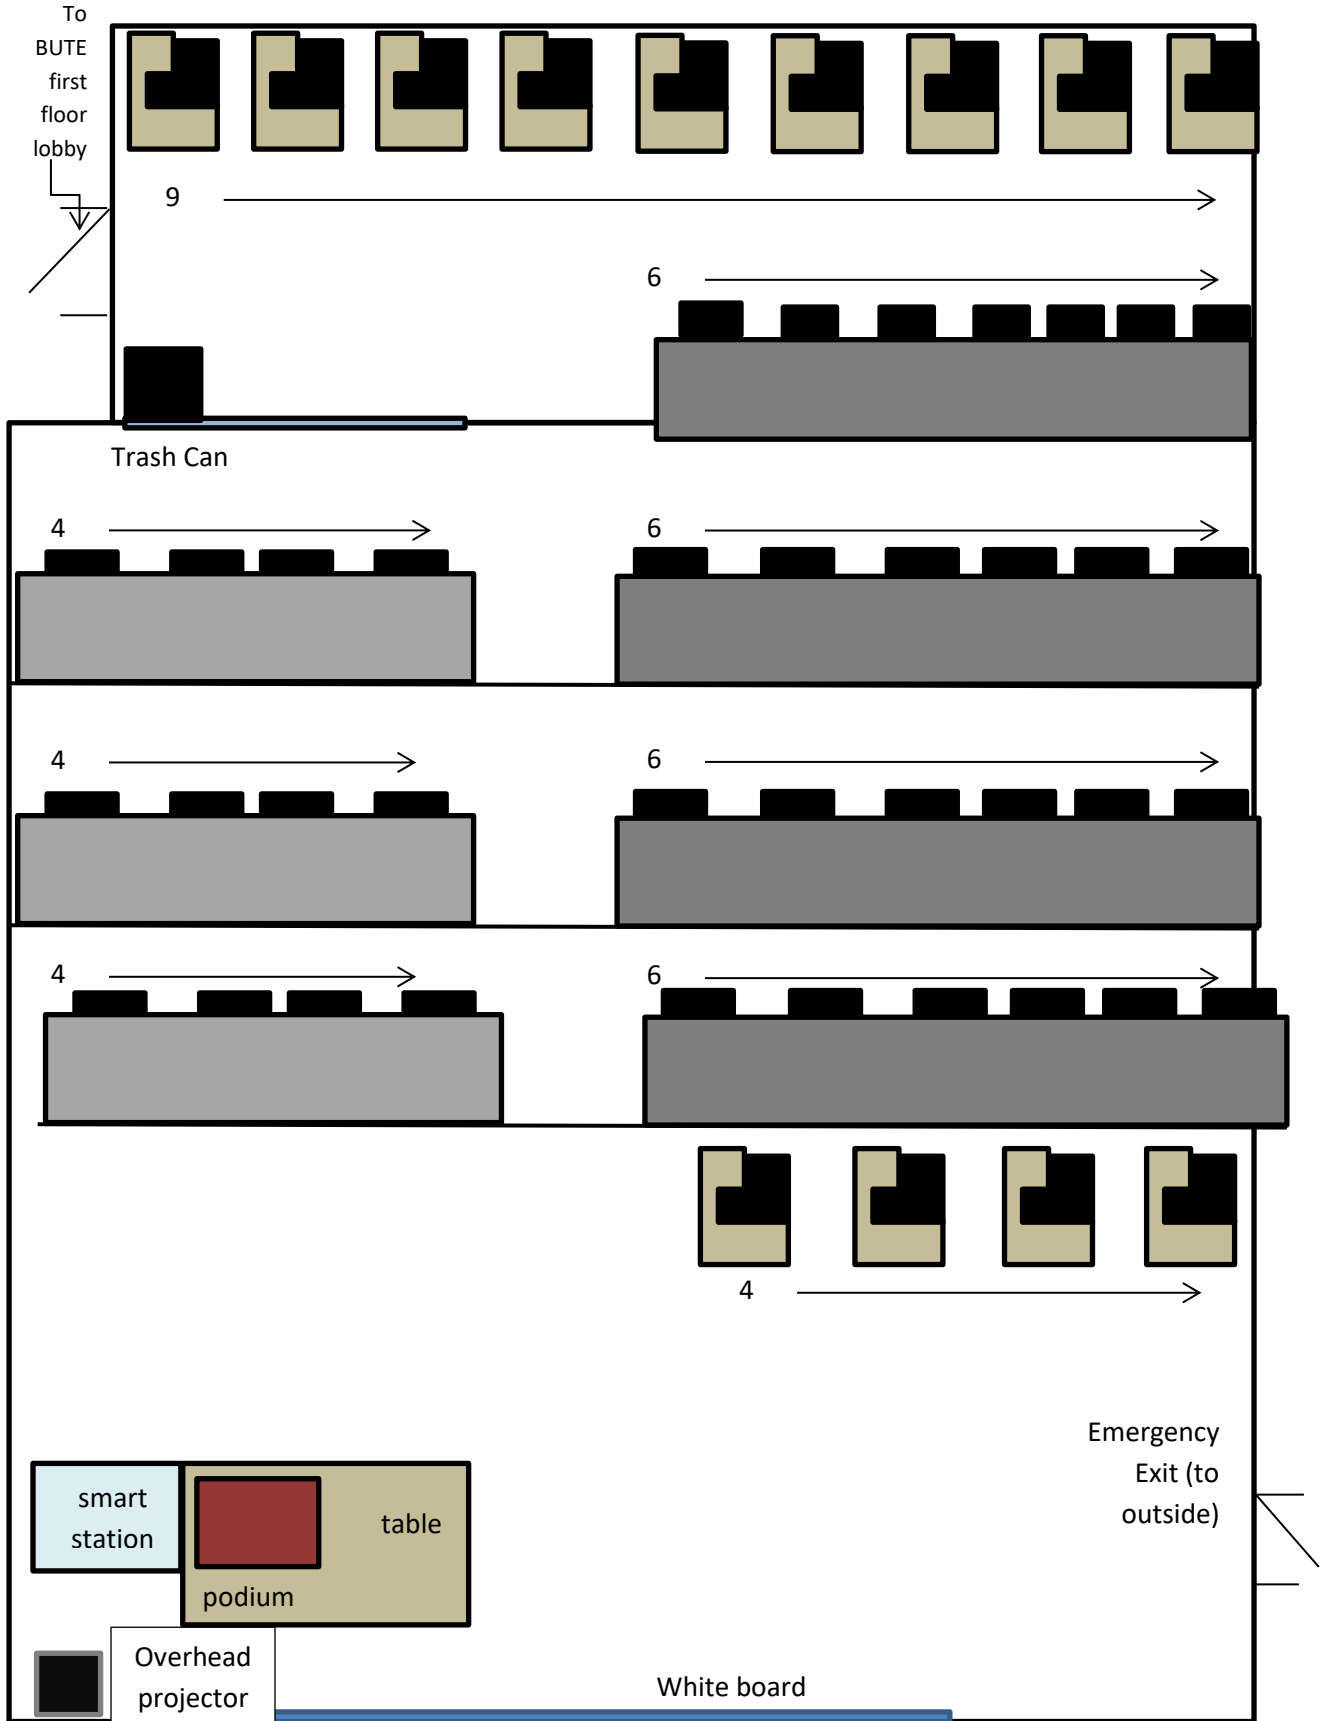 To
BUTE
first
floor
lobby
9
6
Trash Can
4
6
4
6
4
6
4
Emergency
Exit (to
outside)
smart
station
table
podium
Overhead
projector
White board